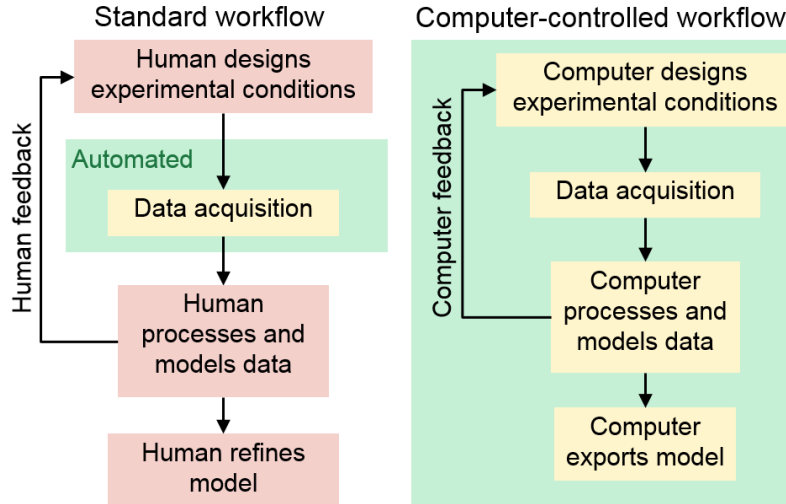 Standard workflow
Human designs
experimental conditions
Human feedback
Automated
Data acquisition
Human
processes and
models data
Human refines
model
Computer-controlled workflow
Computer designs
experimental conditions
Computer feedback
Data acquisition
Computer
processes and
models data
Computer
exports model